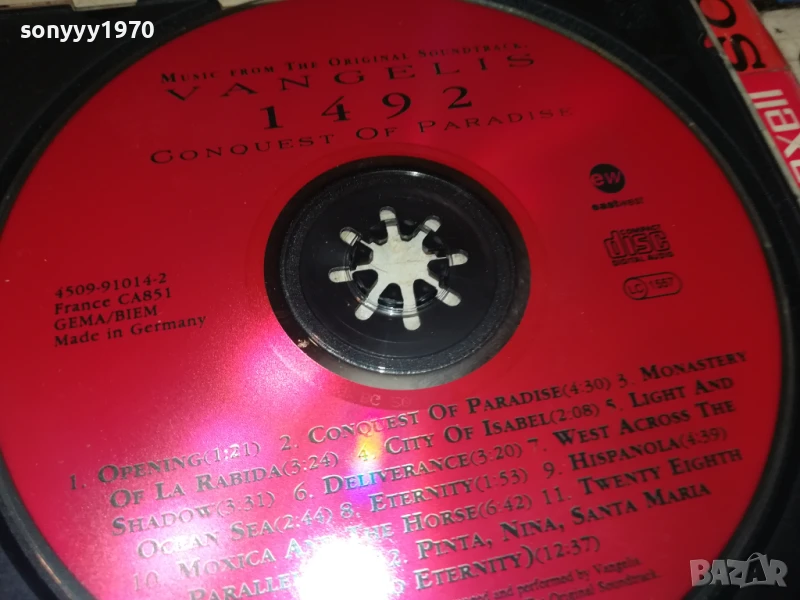 sonyyy1970
MUSIC FROM THE ORIGINAL SOUNDTRACK
VANGELIS
1492
CONQUEST OF PARADISE
ew
eastwest
COMPACT
disc
DIGITAL AUDIO
LC 1557
4509-91014-2
France CA851
GEMA/BIEM
Made in Germany
1. OPENING(1:21) 2. CONQUEST OF PARADISE(4:30) 3. MONASTERY
OF LA RABIDA(3:24) 4. CITY OF ISABEL(2:08) 5. LIGHT AND
SHADOW(3:31) 6. DELIVERANCE(3:20) 7. WEST ACROSS THE
OCEAN SEA(2:44) 8. ETERNITY(1:53) 9. HISPANOLA(4:39)
10. MOXICA AND THE HORSE(6:42) 11. TWENTY EIGHTH
PARALLEL 2. PINTA, NINA, SANTA MARIA
ETERNITY)(12:37)
and performed by Vangelis
Original Soundtrack.
so
xell
BAZAR